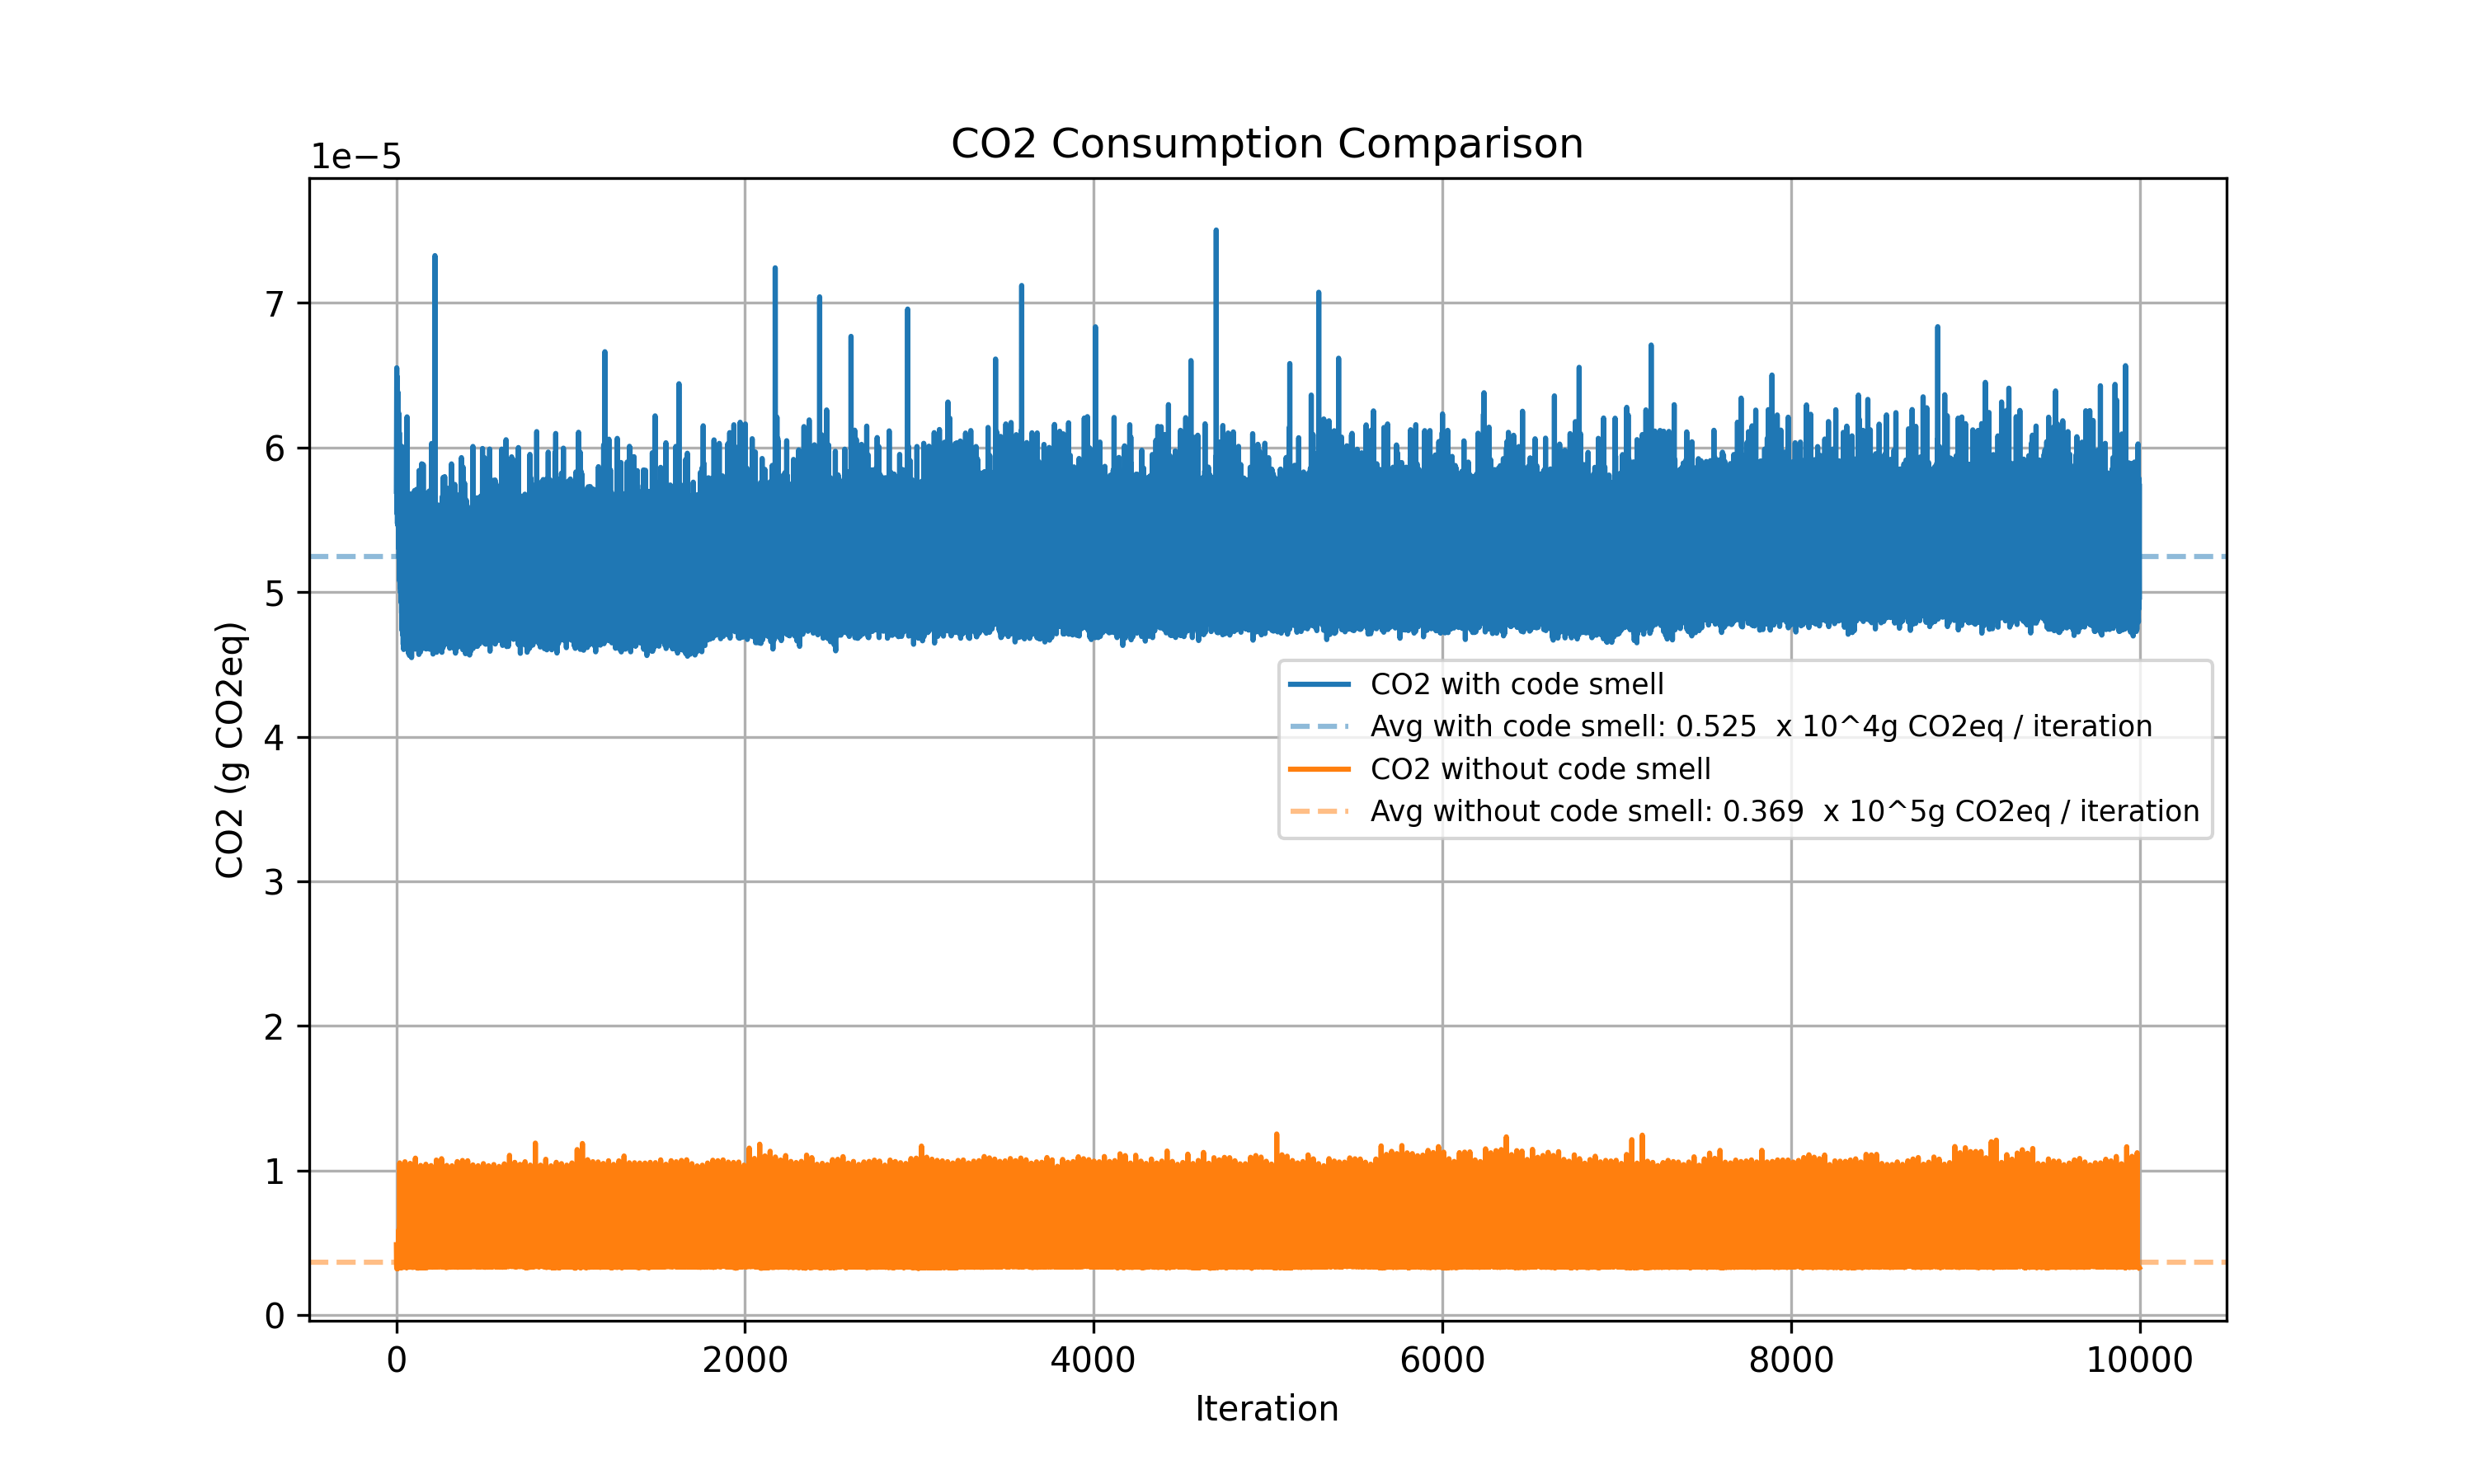 CO2 Consumption Comparison
1e−5
7
6
5
4
3
2
1
0
CO2 (g CO2eq)
CO2 with code smell
Avg with code smell: 0.525  x 10^4g CO2eq / iteration
CO2 without code smell
Avg without code smell: 0.369  x 10^5g CO2eq / iteration
0 2000 4000 6000 8000 10000
Iteration